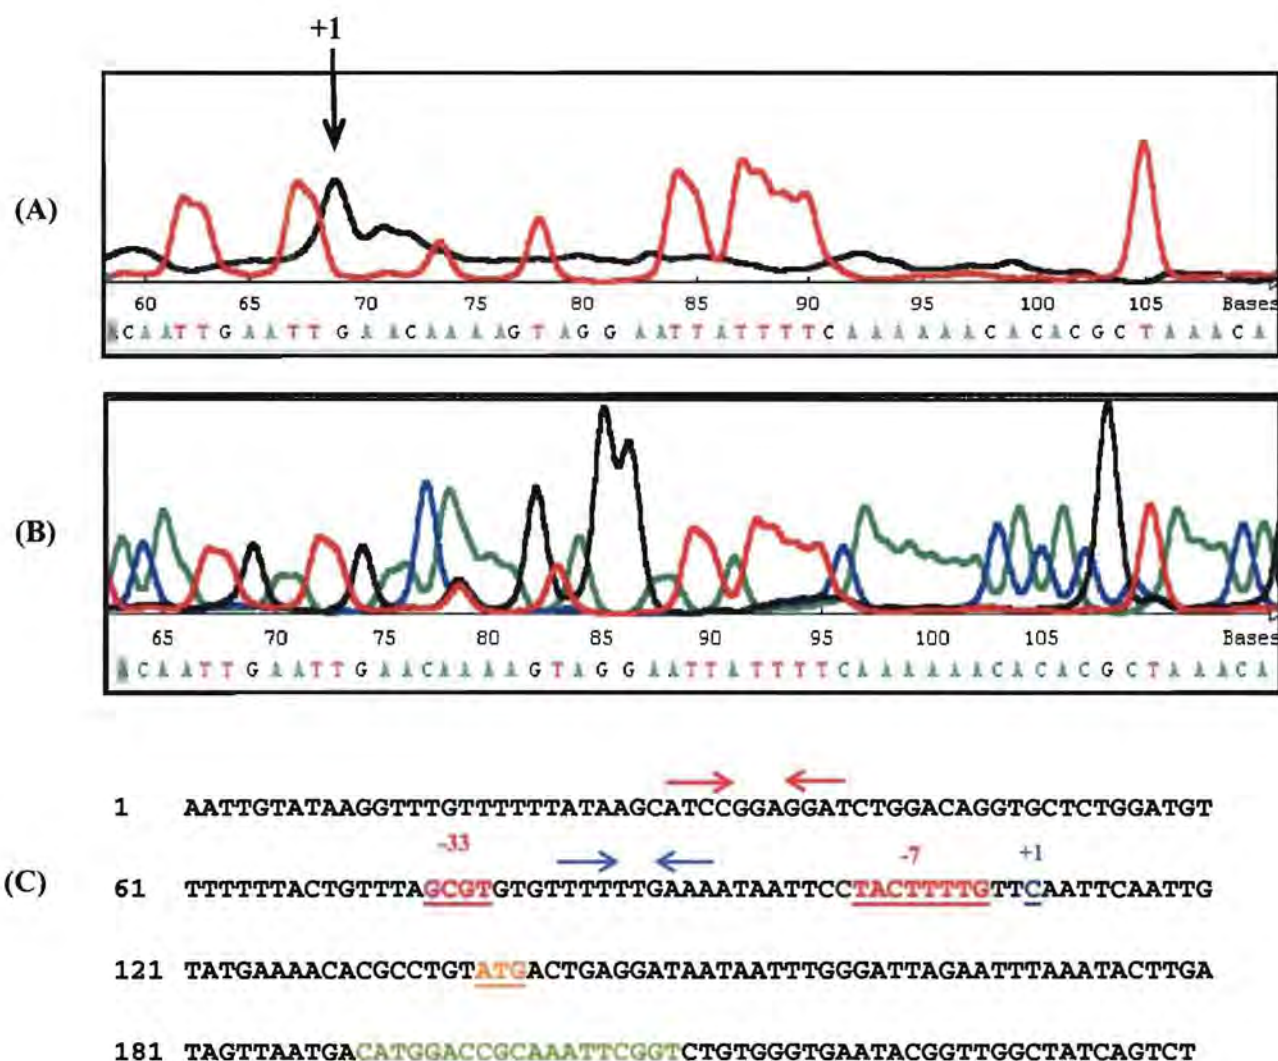 +1
(A)
60 65 70 75 80 85 90 95 100 105 Bases
ACAATTGAATTGAACAAAAGTAGGAATTATTTTCAAAAAACACACGCTAAACA
(B)
65 70 75 80 85 90 95 100 105 Bases
ACAATTGAATTGAACAAAAGTAGGAATTATTTTCAAAAAACACACGCTAAACA
(C)
1 AATTGTATAAGGTTTGTTTTTTATAAGCATCCGGAGGATCTGGACAGGTGCTCTGGATGT
-33 -7 +1
61 TTTTTTACTGTTTAGCGTGTGTTTTTTGAAAATAATTCCTACTTTTGTTCAATTCAATTG
121 TATGAAAACACGCCTGTATGACTGAGGATAATAATTTGGGATTAGAATTTAAATACTTGA
181 TAGTTAATGACATGGACCGCAAATTCGGTCTGTGGGTGAATACGGTTGGCTATCAGTCT